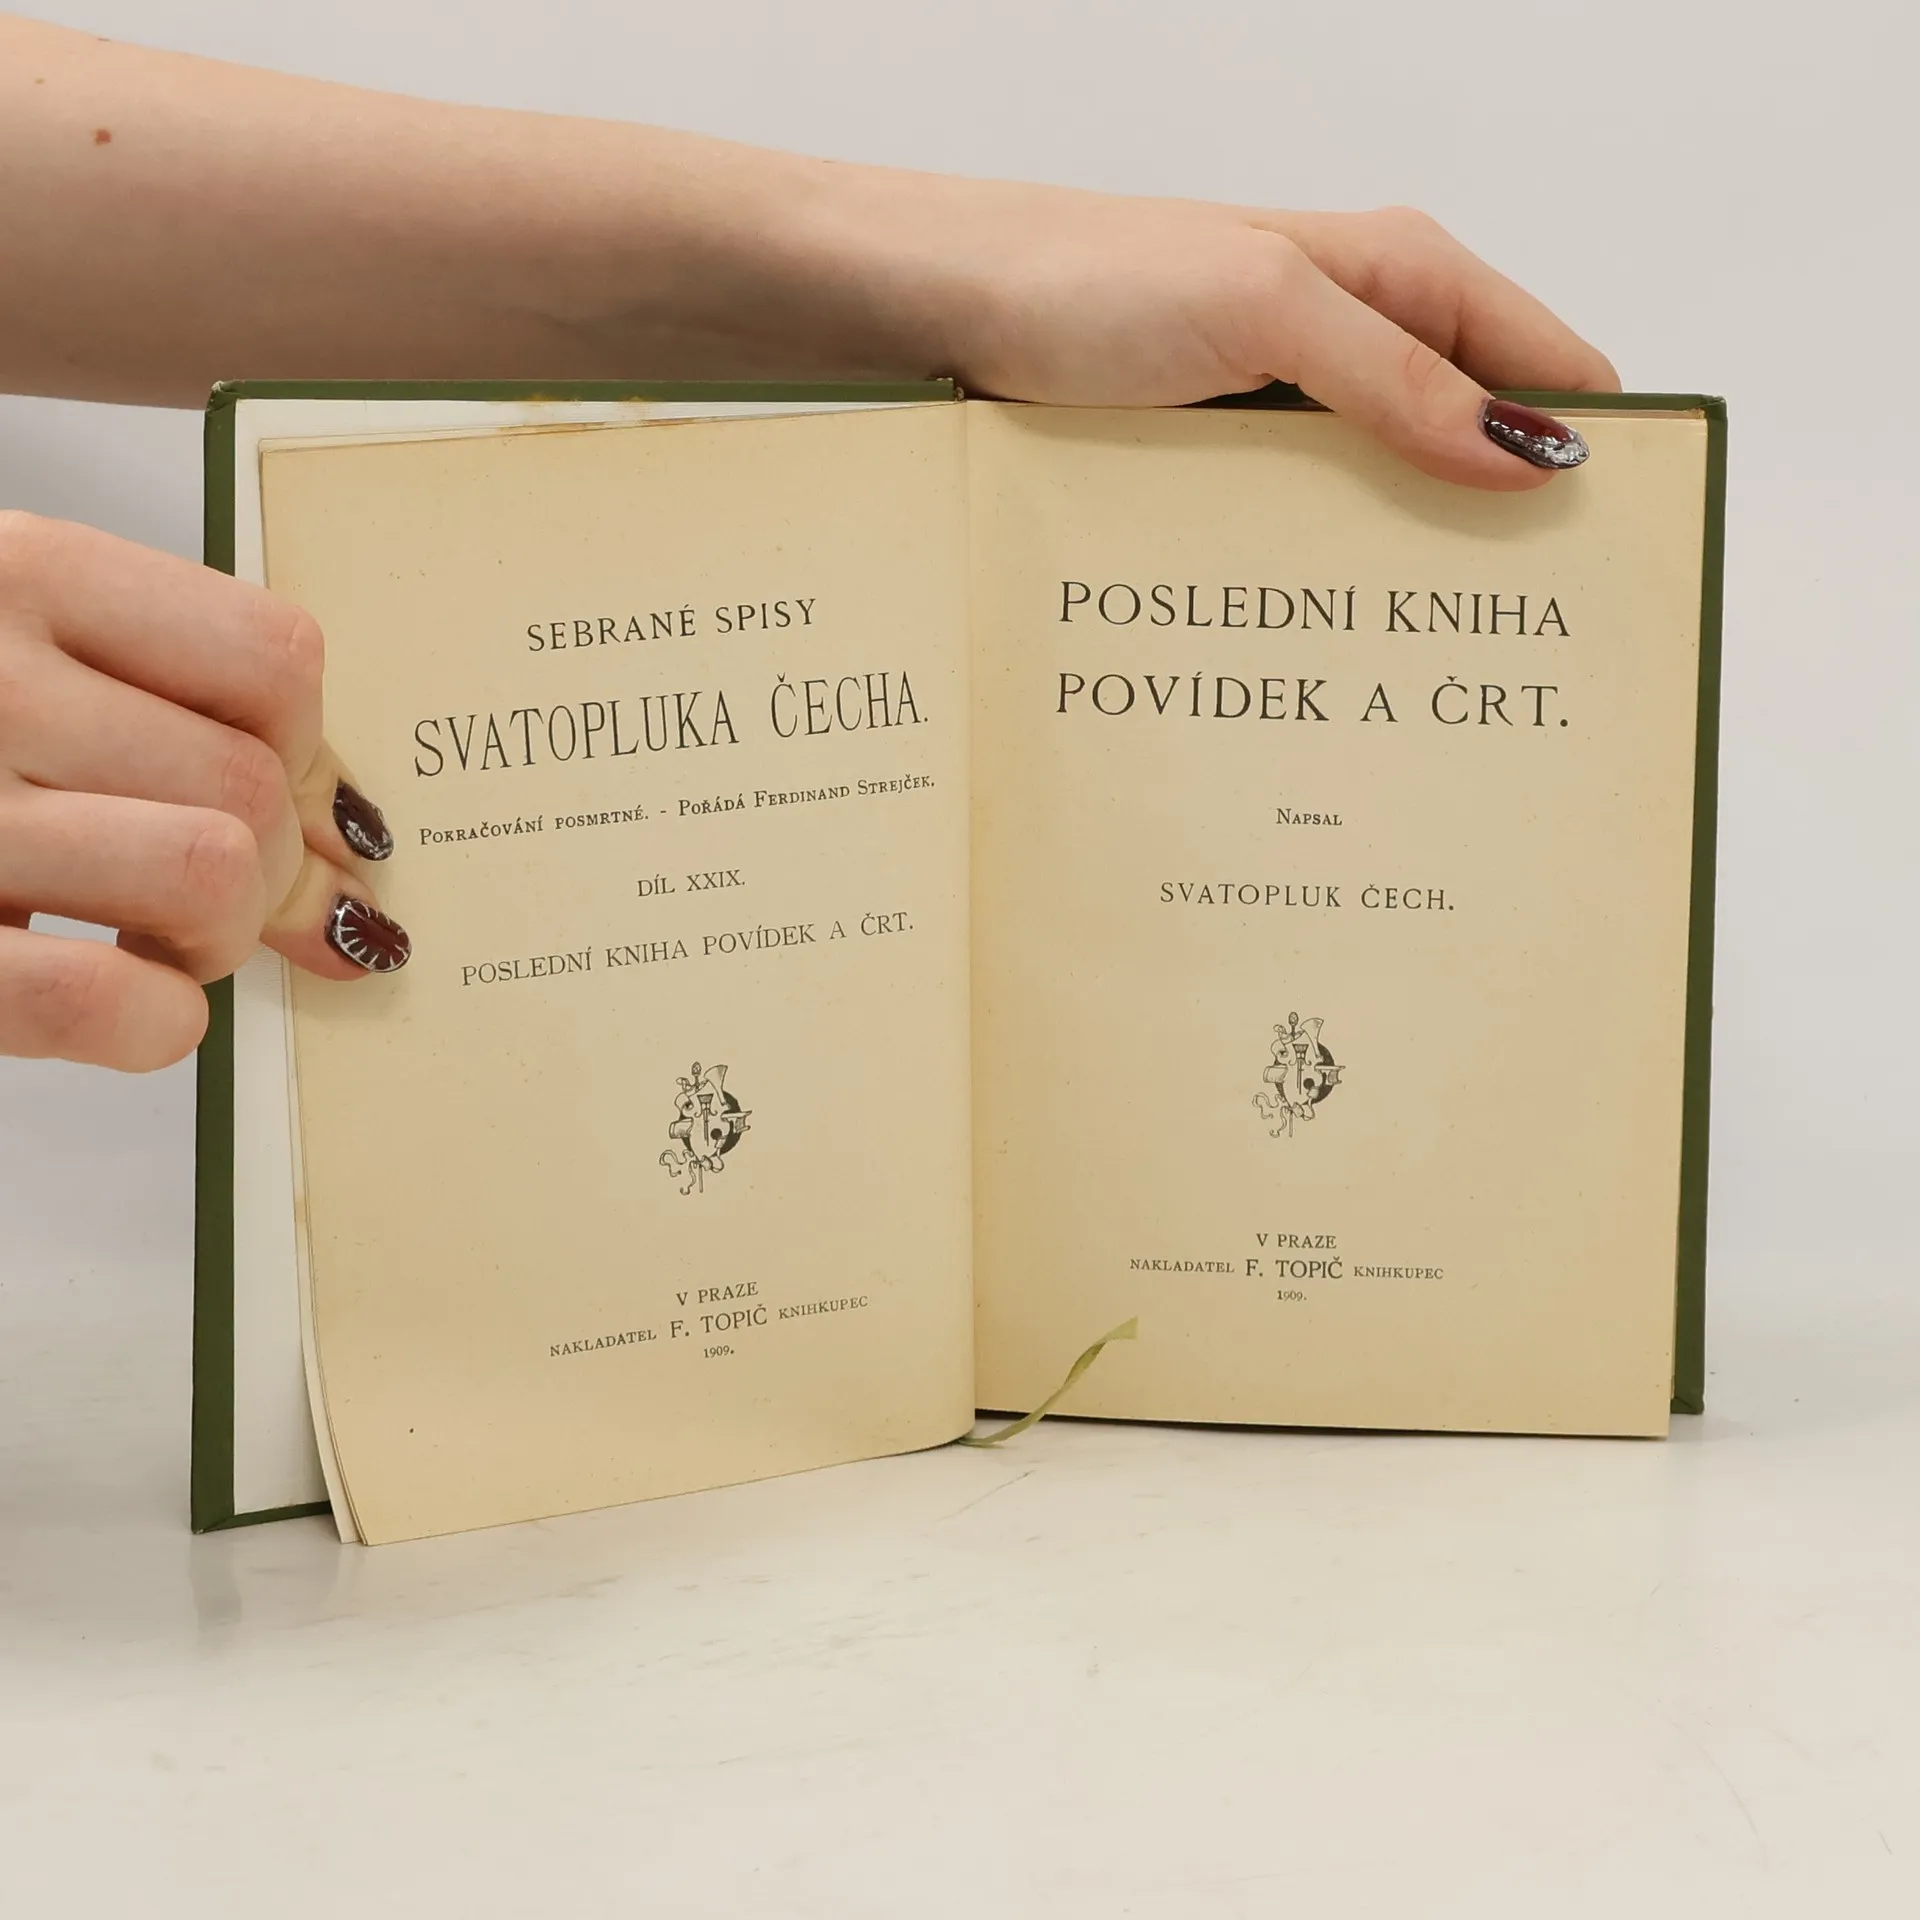 SEBRANÉ SPISY
SVATOPLUKA ČECHA.
POKRAČOVÁNÍ POSMRTNÉ. - POŘÁDÁ FERDINAND STREJČEK.
DÍL XXIX.
POSLEDNÍ KNIHA POVÍDEK A ČRT.
V PRAZE
NAKLADATEL F. TOPIČ KNIHKUPEC
1909.
POSLEDNÍ KNIHA
POVÍDEK A ČRT.
NAPSAL
SVATOPLUK ČECH.
V PRAZE
NAKLADATEL F. TOPIČ KNIHKUPEC
1909.